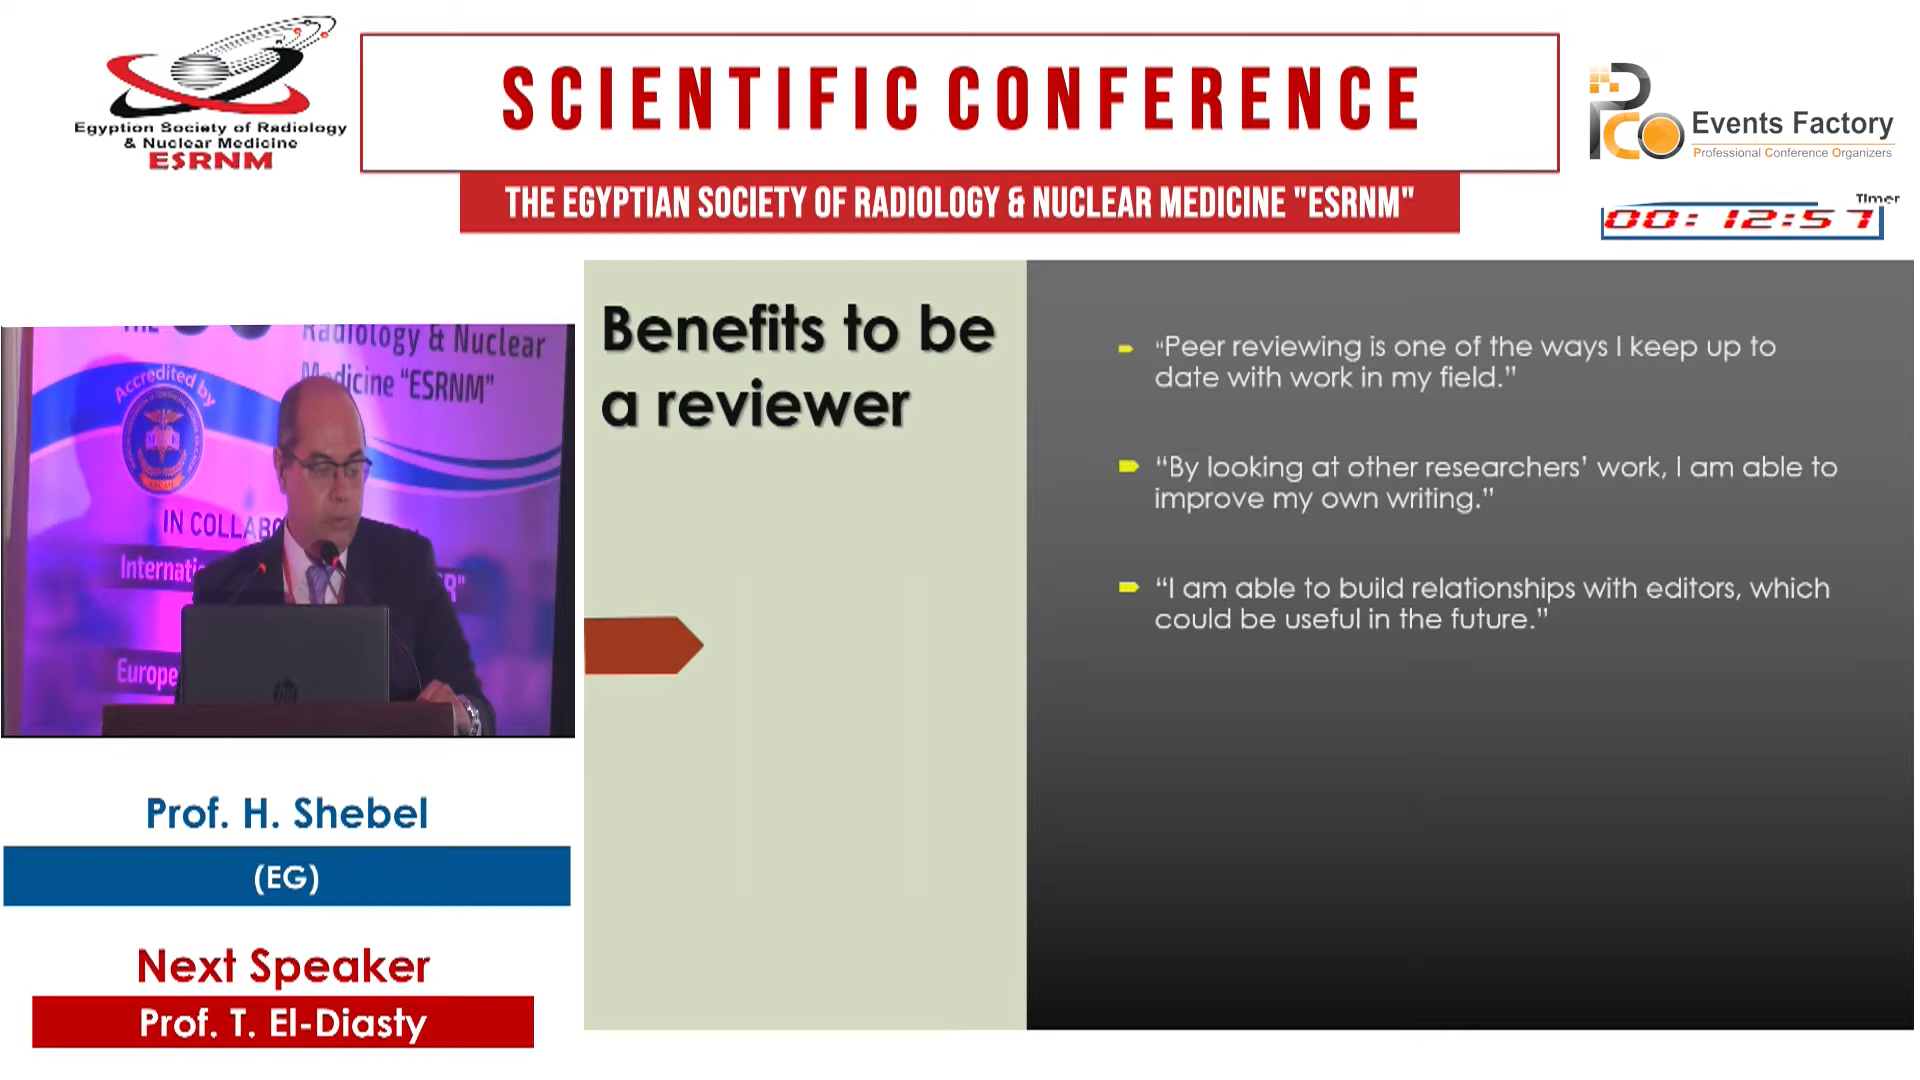 Egyptian Society of Radiology
& Nuclear Medicine
ESRNM
SCIENTIFIC CONFERENCE
THE EGYPTIAN SOCIETY OF RADIOLOGY & NUCLEAR MEDICINE "ESRNM"
PCO Events Factory
Professional Conference Organizers
Timer
00:12:57
Radiology & Nuclear
Medicine "ESRNM"
Accredited by
IN COLLABO
Internati
Europe
Prof. H. Shebel
(EG)
Next Speaker
Prof. T. El-Diasty
Benefits to be
a reviewer
“Peer reviewing is one of the ways I keep up to
date with work in my field.”
“By looking at other researchers’ work, I am able to
improve my own writing.”
“I am able to build relationships with editors, which
could be useful in the future.”